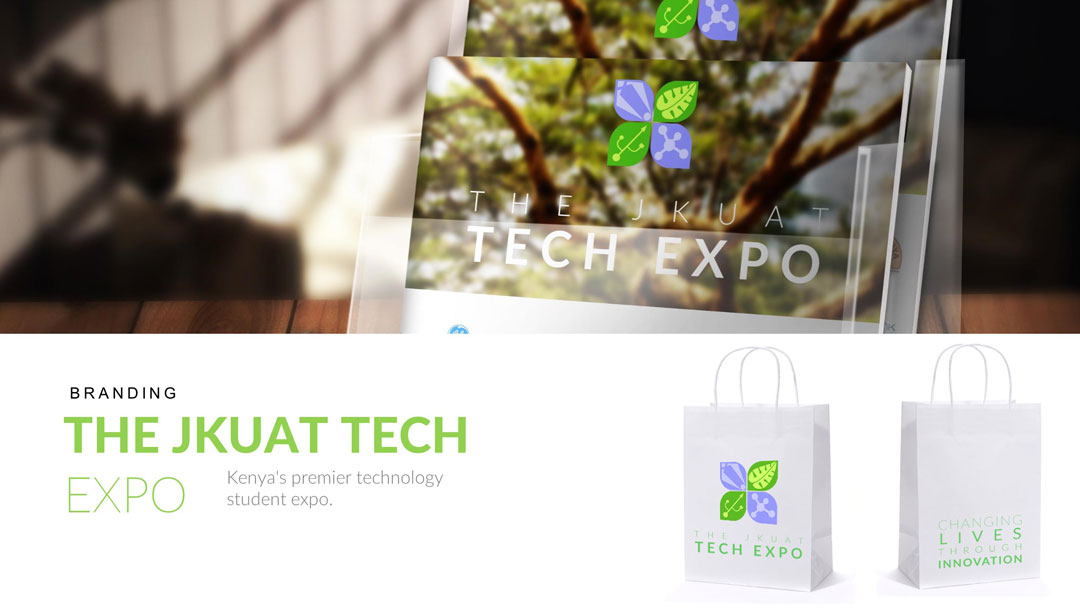 THE JKUAT
TECH EXPO
BRANDING
THE JKUAT TECH
EXPO
Kenya's premier technology
student expo.
THE JKUAT
TECH EXPO
CHANGING
LIVES
THROUGH
INNOVATION